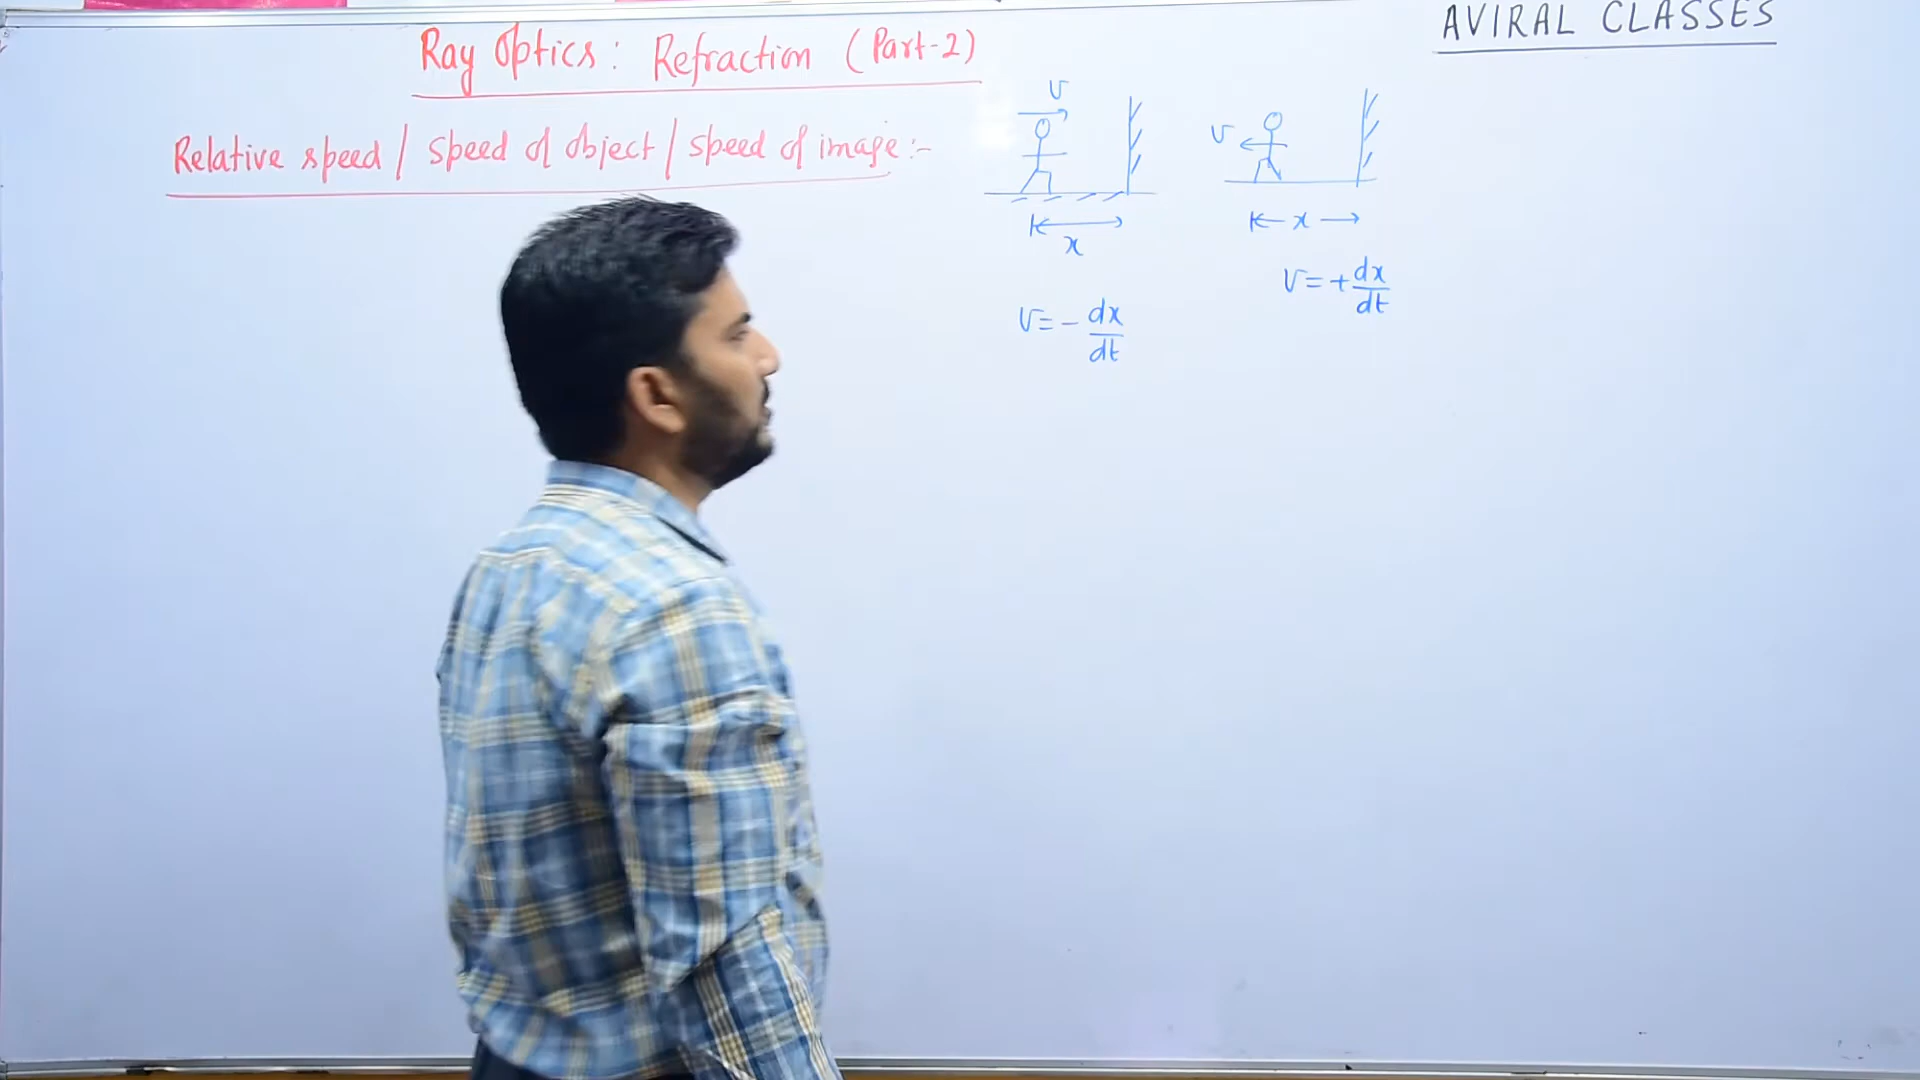 AVIRAL CLASSES
Ray Optics: Refraction (Part-2)
Relative speed / speed of object / speed of image:-
v
x
v = - dx/dt
v
x
v = + dx/dt